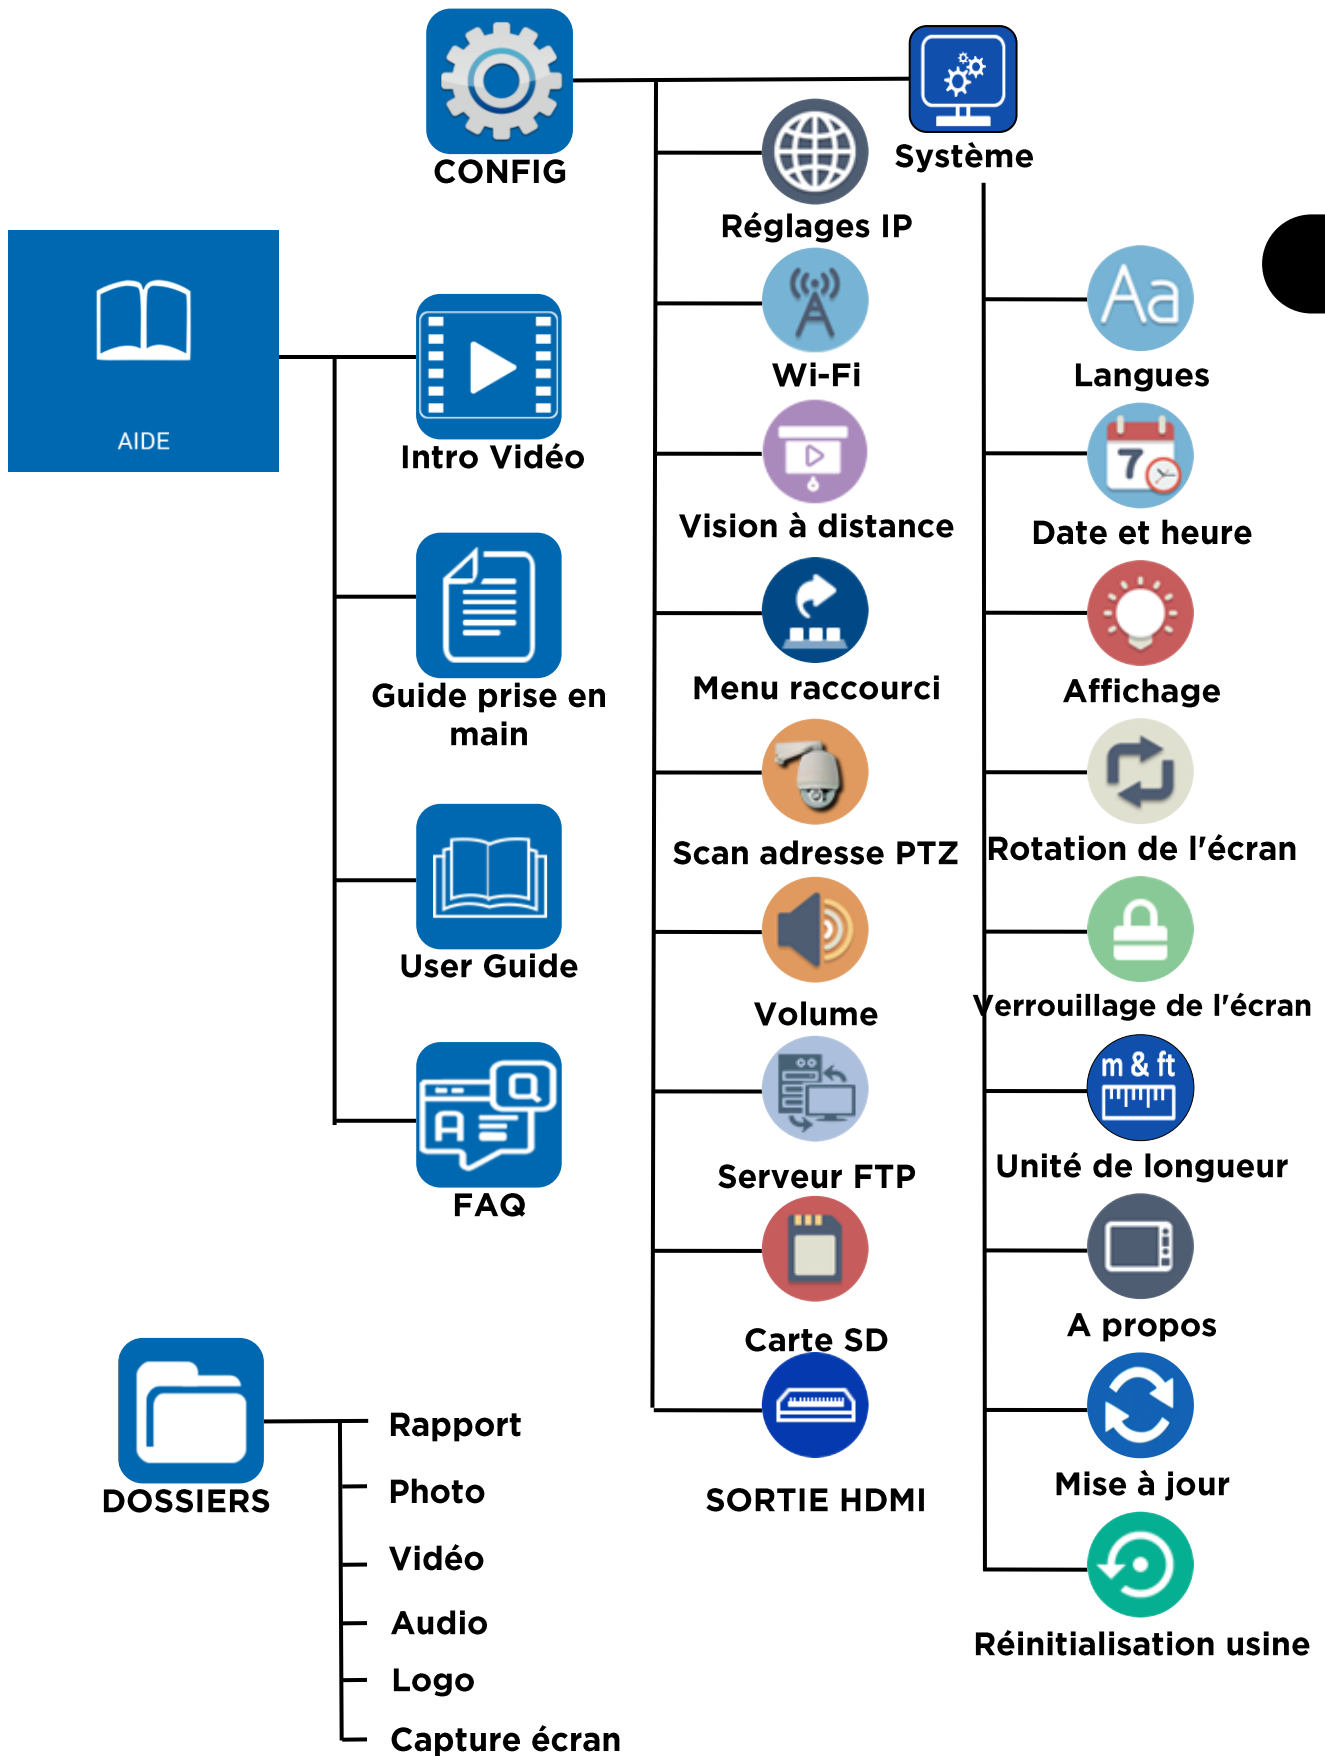 CONFIG
Système
Réglages IP
Wi-Fi
Vision à distance
Menu raccourci
Scan adresse PTZ
Volume
Serveur FTP
Carte SD
SORTIE HDMI
Aa
Langues
7
Date et heure
Affichage
Rotation de l'écran
Verrouillage de l'écran
m & ft
Unité de longueur
A propos
Mise à jour
Réinitialisation usine
AIDE
Intro Vidéo
Guide prise en
main
User Guide
Q
A
FAQ
DOSSIERS
Rapport
Photo
Vidéo
Audio
Logo
Capture écran